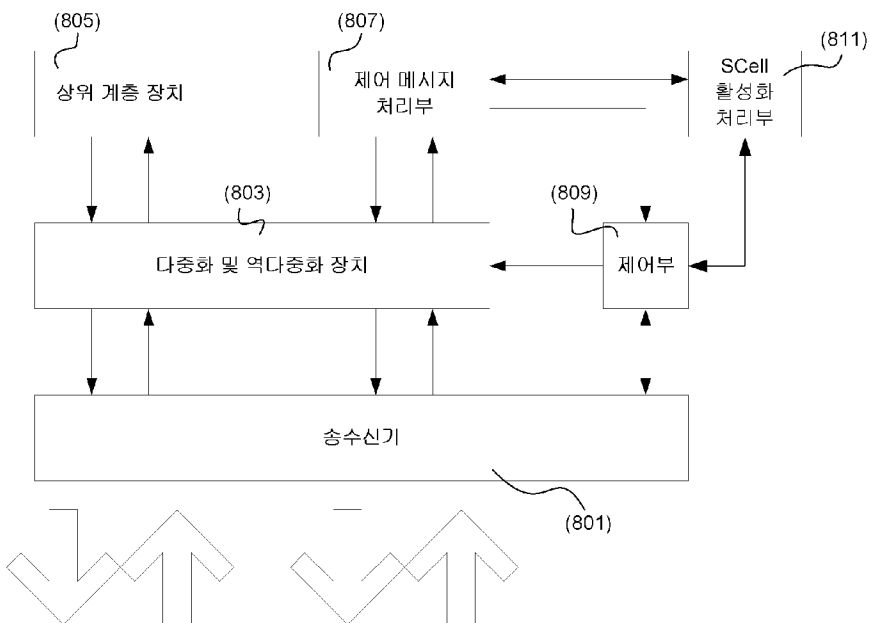 (805)
(807)
(811)
상위 계층 장치
제어 메시지
처리부
SCell
활성화
처리부
(803)
(809)
다중화 및 역다중화 장치
제어부
송수신기
(801)